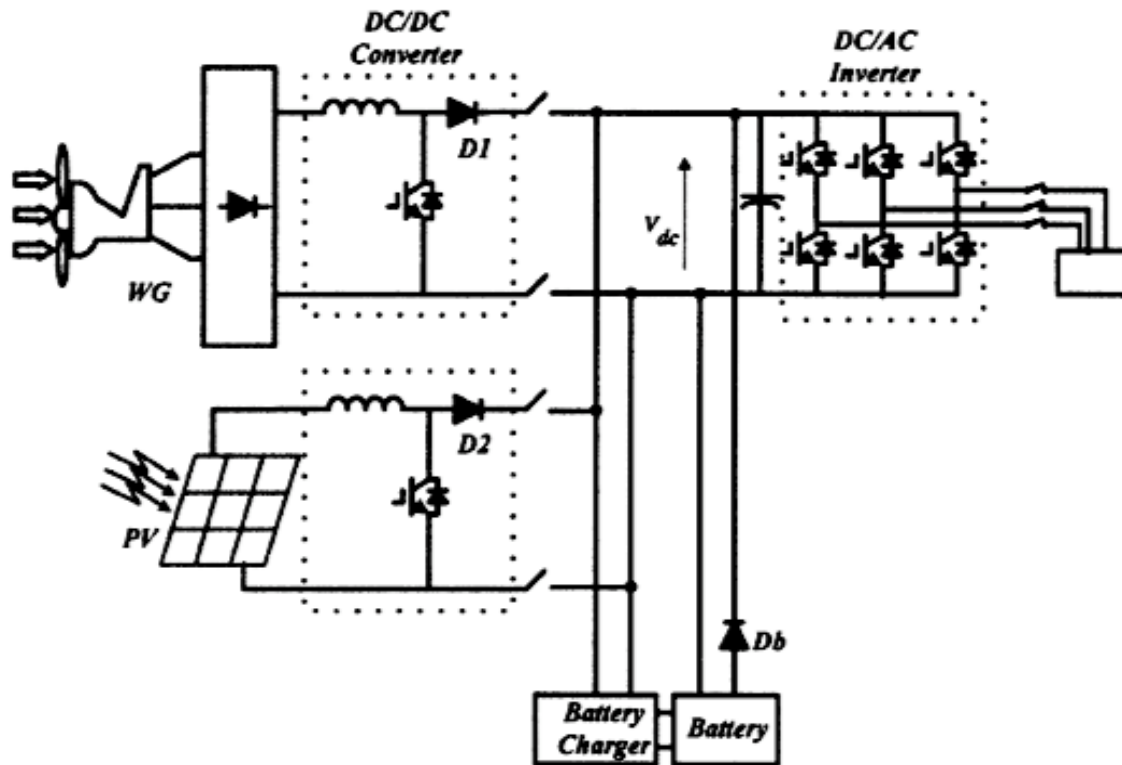 DC/DC
Converter
DC/AC
Inverter
D1
V dc
WG
D2
PV
Db
Battery
Charger
Battery